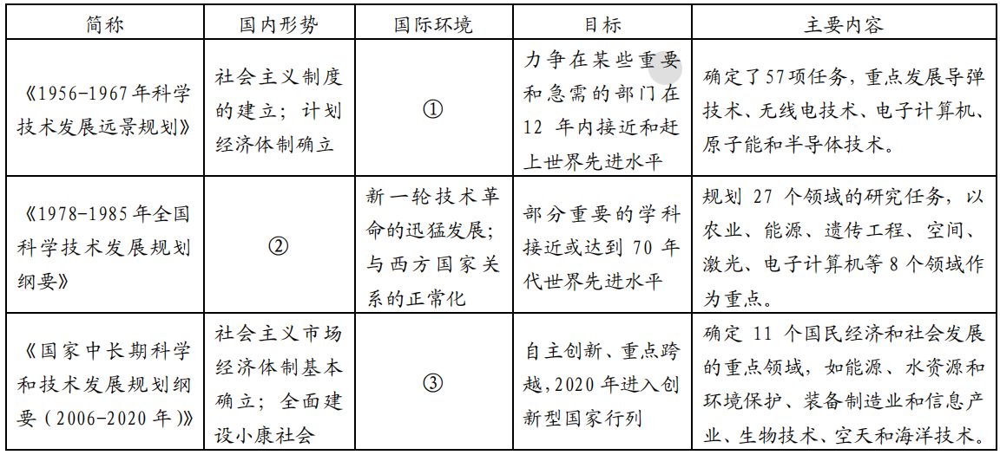 简称 国内形势 国际环境 目标 主要内容
《1956-1967年科学
技术发展远景规划》
社会主义制度
的建立；计划
经济体制确立
①
力争在某些重要
和急需的部门在
12 年内接近和赶
上世界先进水平
确定了57项任务，重点发展导弹
技术、无线电技术、电子计算机、
原子能和半导体技术。
《1978-1985年全国
科学技术发展规划
纲要》
②
新一轮技术革
命的迅猛发展；
与西方国家关
系的正常化
部分重要的学科
接近或达到 70 年
代世界先进水平
规划 27 个领域的研究任务，以
农业、能源、遗传工程、空间、
激光、电子计算机等 8 个领域作
为重点。
《国家中长期科学
和技术发展规划纲
要（2006-2020 年）》
社会主义市场
经济体制基本
确立；全面建
设小康社会
③
自主创新、重点跨
越，2020 年进入创
新型国家行列
确定 11 个国民经济和社会发展
的重点领域，如能源、水资源和
环境保护、装备制造业和信息产
业、生物技术、空天和海洋技术。